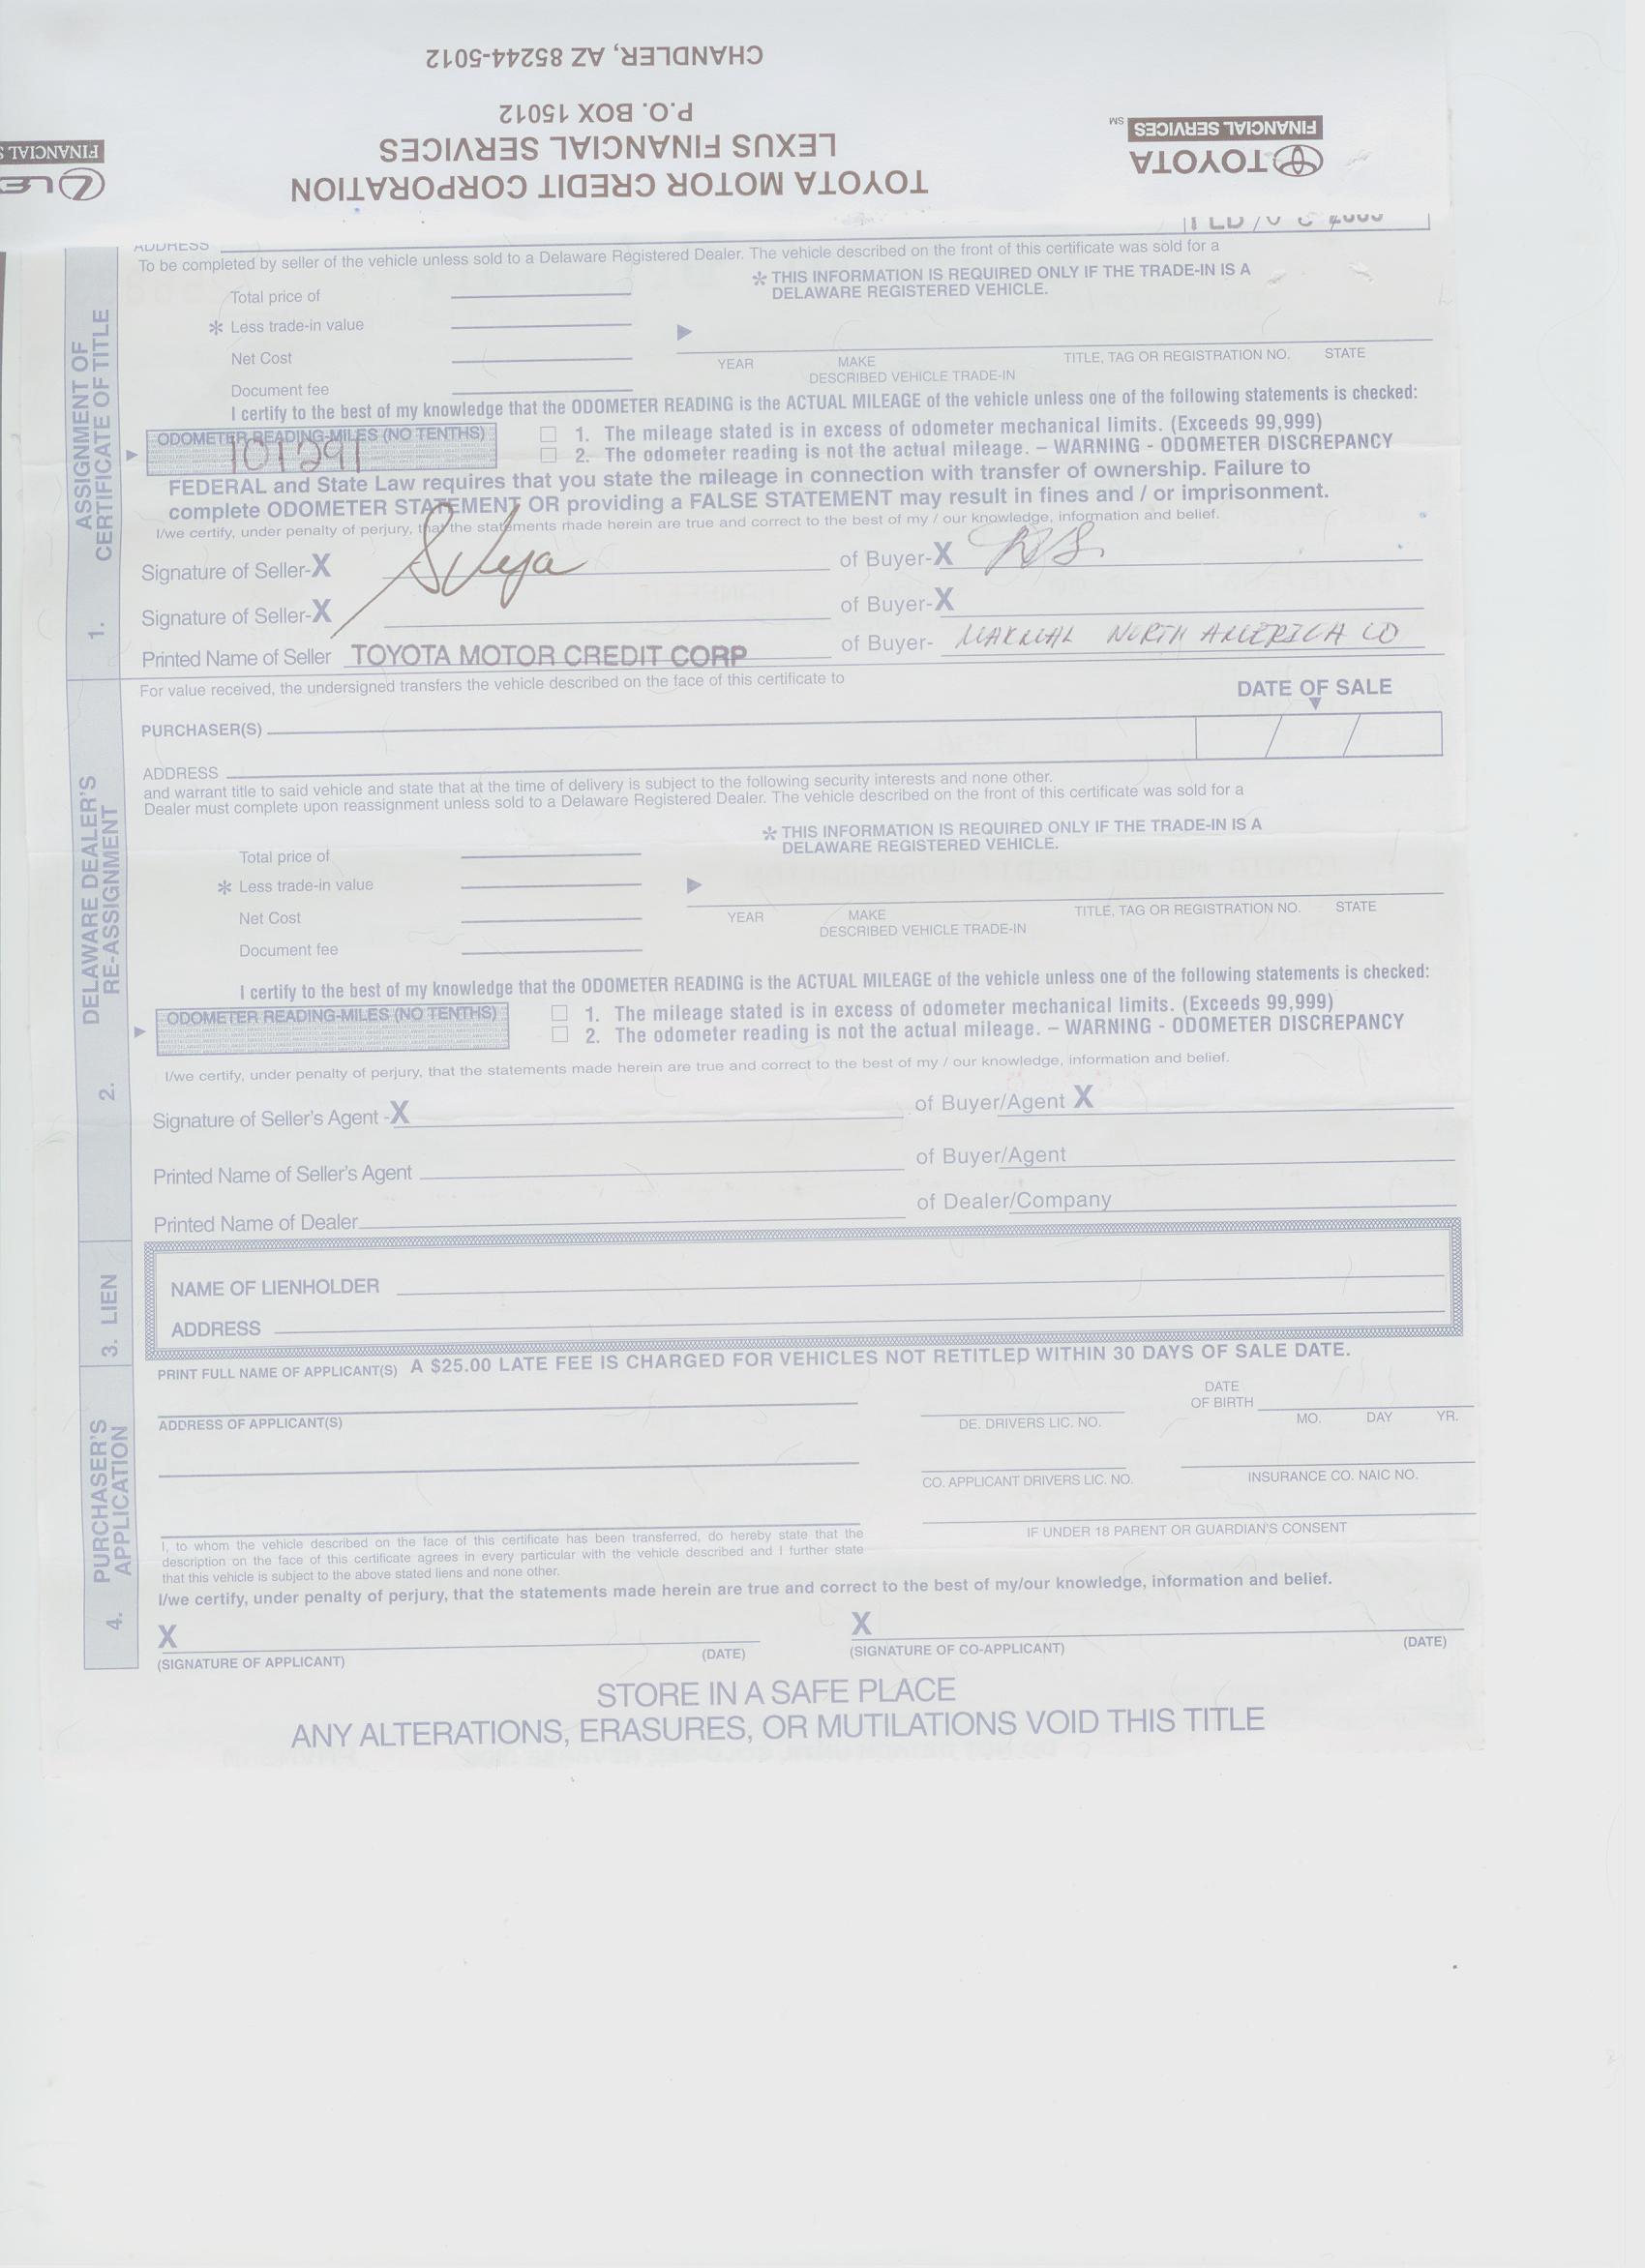 CHANDLER, AZ 85244-5012
P.O. BOX 15012
LEXUS FINANCIAL SERVICES
TOYOTA MOTOR CREDIT CORPORATION
FINANCIAL SERVICES SM
TOYOTA
FINANCIAL S
LE
ADDRESS
To be completed by seller of the vehicle unless sold to a Delaware Registered Dealer. The vehicle described on the front of this certificate was sold for a
* THIS INFORMATION IS REQUIRED ONLY IF THE TRADE-IN IS A
DELAWARE REGISTERED VEHICLE.
Total price of
* Less trade-in value
Net Cost
Document fee
YEAR MAKE TITLE, TAG OR REGISTRATION NO. STATE
DESCRIBED VEHICLE TRADE-IN
I certify to the best of my knowledge that the ODOMETER READING is the ACTUAL MILEAGE of the vehicle unless one of the following statements is checked:
ODOMETER READING-MILES (NO TENTHS)
101291
1. The mileage stated is in excess of odometer mechanical limits. (Exceeds 99,999)
2. The odometer reading is not the actual mileage. – WARNING - ODOMETER DISCREPANCY
FEDERAL and State Law requires that you state the mileage in connection with transfer of ownership. Failure to
complete ODOMETER STATEMENT OR providing a FALSE STATEMENT may result in fines and / or imprisonment.
I/we certify, under penalty of perjury, that the statements made herein are true and correct to the best of my / our knowledge, information and belief.
Signature of Seller-X of Buyer-X
Signature of Seller-X of Buyer-X
Printed Name of Seller TOYOTA MOTOR CREDIT CORP of Buyer- NORTH AMERICA CO
1. ASSIGNMENT OF
CERTIFICATE OF TITLE
For value received, the undersigned transfers the vehicle described on the face of this certificate to
DATE OF SALE
PURCHASER(S)
ADDRESS
and warrant title to said vehicle and state that at the time of delivery is subject to the following security interests and none other.
Dealer must complete upon reassignment unless sold to a Delaware Registered Dealer. The vehicle described on the front of this certificate was sold for a
* THIS INFORMATION IS REQUIRED ONLY IF THE TRADE-IN IS A
DELAWARE REGISTERED VEHICLE.
Total price of
* Less trade-in value
Net Cost
Document fee
YEAR MAKE TITLE, TAG OR REGISTRATION NO. STATE
DESCRIBED VEHICLE TRADE-IN
I certify to the best of my knowledge that the ODOMETER READING is the ACTUAL MILEAGE of the vehicle unless one of the following statements is checked:
ODOMETER READING-MILES (NO TENTHS)
1. The mileage stated is in excess of odometer mechanical limits. (Exceeds 99,999)
2. The odometer reading is not the actual mileage. – WARNING - ODOMETER DISCREPANCY
I/we certify, under penalty of perjury, that the statements made herein are true and correct to the best of my / our knowledge, information and belief.
Signature of Seller's Agent -X of Buyer/Agent X
Printed Name of Seller's Agent of Buyer/Agent
Printed Name of Dealer of Dealer/Company
2. DELAWARE DEALER'S
RE-ASSIGNMENT
NAME OF LIENHOLDER
ADDRESS
3. LIEN
PRINT FULL NAME OF APPLICANT(S) A $25.00 LATE FEE IS CHARGED FOR VEHICLES NOT RETITLED WITHIN 30 DAYS OF SALE DATE.
DATE
OF BIRTH
ADDRESS OF APPLICANT(S) DE. DRIVERS LIC. NO. MO. DAY YR.
CO. APPLICANT DRIVERS LIC. NO. INSURANCE CO. NAIC NO.
IF UNDER 18 PARENT OR GUARDIAN'S CONSENT
I, to whom the vehicle described on the face of this certificate has been transferred, do hereby state that the
description on the face of this certificate agrees in every particular with the vehicle described and I further state
that this vehicle is subject to the above stated liens and none other.
I/we certify, under penalty of perjury, that the statements made herein are true and correct to the best of my/our knowledge, information and belief.
X X
(SIGNATURE OF APPLICANT) (DATE) (SIGNATURE OF CO-APPLICANT) (DATE)
4. PURCHASER'S
APPLICATION
STORE IN A SAFE PLACE
ANY ALTERATIONS, ERASURES, OR MUTILATIONS VOID THIS TITLE